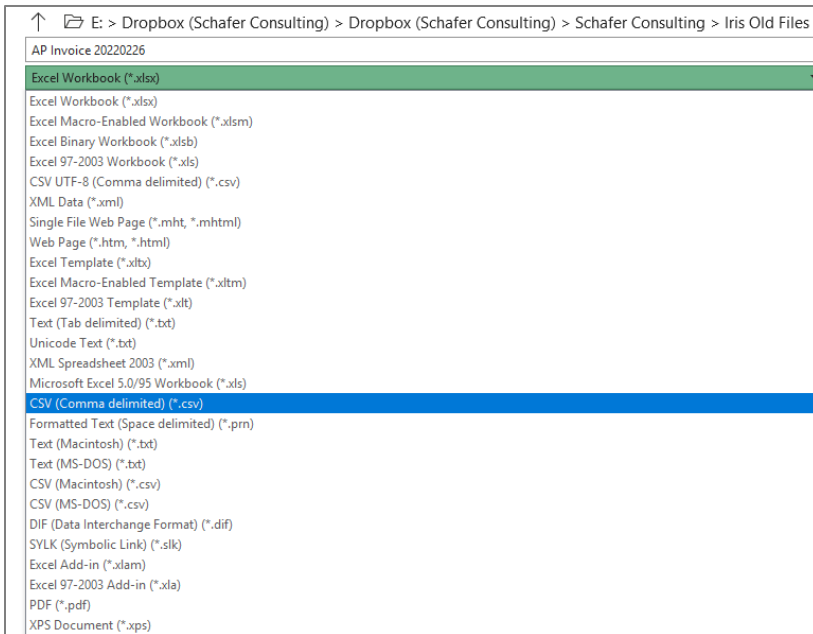 E: > Dropbox (Schafer Consulting) > Dropbox (Schafer Consulting) > Schafer Consulting > Iris Old Files
AP Invoice 20220226
Excel Workbook (*.xlsx)
Excel Workbook (*.xlsx)
Excel Macro-Enabled Workbook (*.xlsm)
Excel Binary Workbook (*.xlsb)
Excel 97-2003 Workbook (*.xls)
CSV UTF-8 (Comma delimited) (*.csv)
XML Data (*.xml)
Single File Web Page (*.mht, *.mhtml)
Web Page (*.htm, *.html)
Excel Template (*.xltx)
Excel Macro-Enabled Template (*.xltm)
Excel 97-2003 Template (*.xlt)
Text (Tab delimited) (*.txt)
Unicode Text (*.txt)
XML Spreadsheet 2003 (*.xml)
Microsoft Excel 5.0/95 Workbook (*.xls)
CSV (Comma delimited) (*.csv)
Formatted Text (Space delimited) (*.prn)
Text (Macintosh) (*.txt)
Text (MS-DOS) (*.txt)
CSV (Macintosh) (*.csv)
CSV (MS-DOS) (*.csv)
DIF (Data Interchange Format) (*.dif)
SYLK (Symbolic Link) (*.slk)
Excel Add-in (*.xlam)
Excel 97-2003 Add-in (*.xla)
PDF (*.pdf)
XPS Document (*.xps)